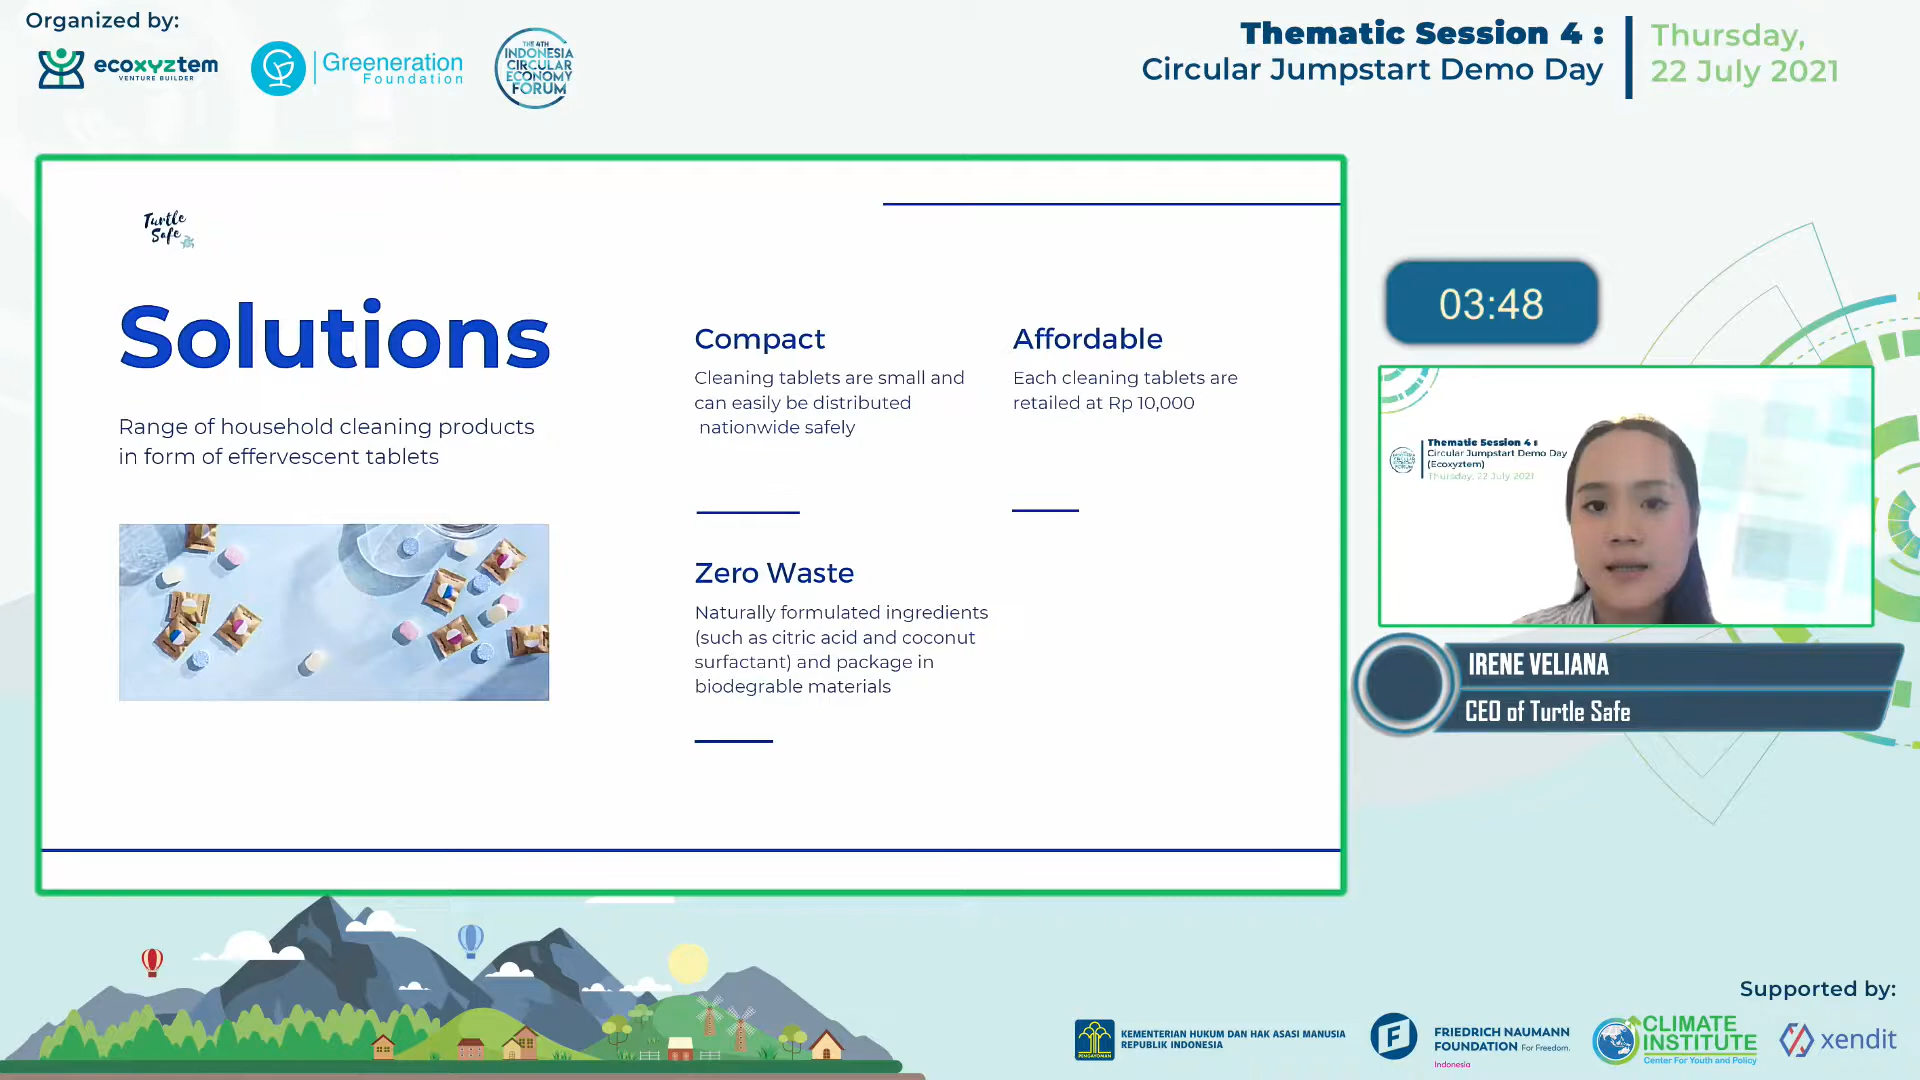 Organized by:
ecoxyztem
VENTURE BUILDER
Greeneration
Foundation
THE 4TH
INDONESIA
CIRCULAR
ECONOMY
FORUM
Thematic Session 4 :
Circular Jumpstart Demo Day
Thursday,
22 July 2021
Turtle
Safe
Solutions
Range of household cleaning products
in form of effervescent tablets
Compact
Cleaning tablets are small and
can easily be distributed
nationwide safely
Affordable
Each cleaning tablets are
retailed at Rp 10,000
Zero Waste
Naturally formulated ingredients
(such as citric acid and coconut
surfactant) and package in
biodegrable materials
03:48
Thematic Session 4 :
Circular Jumpstart Demo Day
(Ecoxyztem)
Thursday, 22 July 2021
IRENE VELIANA
CEO of Turtle Safe
Supported by:
PENGAYOMAN
KEMENTERIAN HUKUM DAN HAK ASASI MANUSIA
REPUBLIK INDONESIA
FRIEDRICH NAUMANN
FOUNDATION For Freedom.
Indonesia
CLIMATE
INSTITUTE
Center For Youth and Policy
xendit